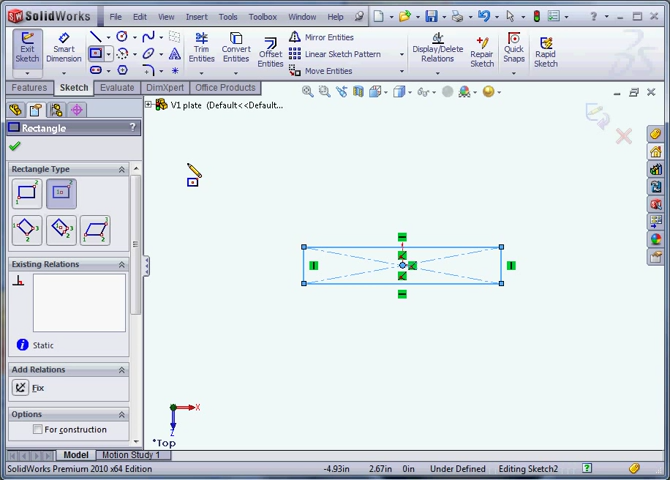 SolidWorks File Edit View Insert Tools Toolbox Window Help
Exit Sketch
Smart Dimension
Trim Entities
Convert Entities
Offset Entities
Mirror Entities
Linear Sketch Pattern
Move Entities
Display/Delete Relations
Repair Sketch
Quick Snaps
Rapid Sketch
Features Sketch Evaluate DimXpert Office Products
V1 plate (Default<<Default...
Rectangle ?
Rectangle Type
Existing Relations
Static
Add Relations
Fix
Options
For construction
X
Z
*Top
Model Motion Study 1
SolidWorks Premium 2010 x64 Edition -4.93in 2.67in 0in Under Defined Editing Sketch2